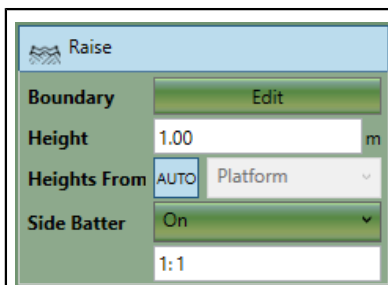 Raise
Boundary Edit
Height 1.00 m
Heights From AUTO Platform
Side Batter On
1:1